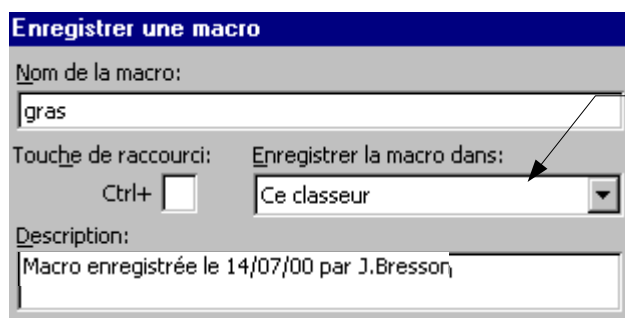 Enregistrer une macro
Nom de la macro:
gras
Touche de raccourci: Enregistrer la macro dans:
Ctrl+ Ce classeur
Description:
Macro enregistrée le 14/07/00 par J.Bresson